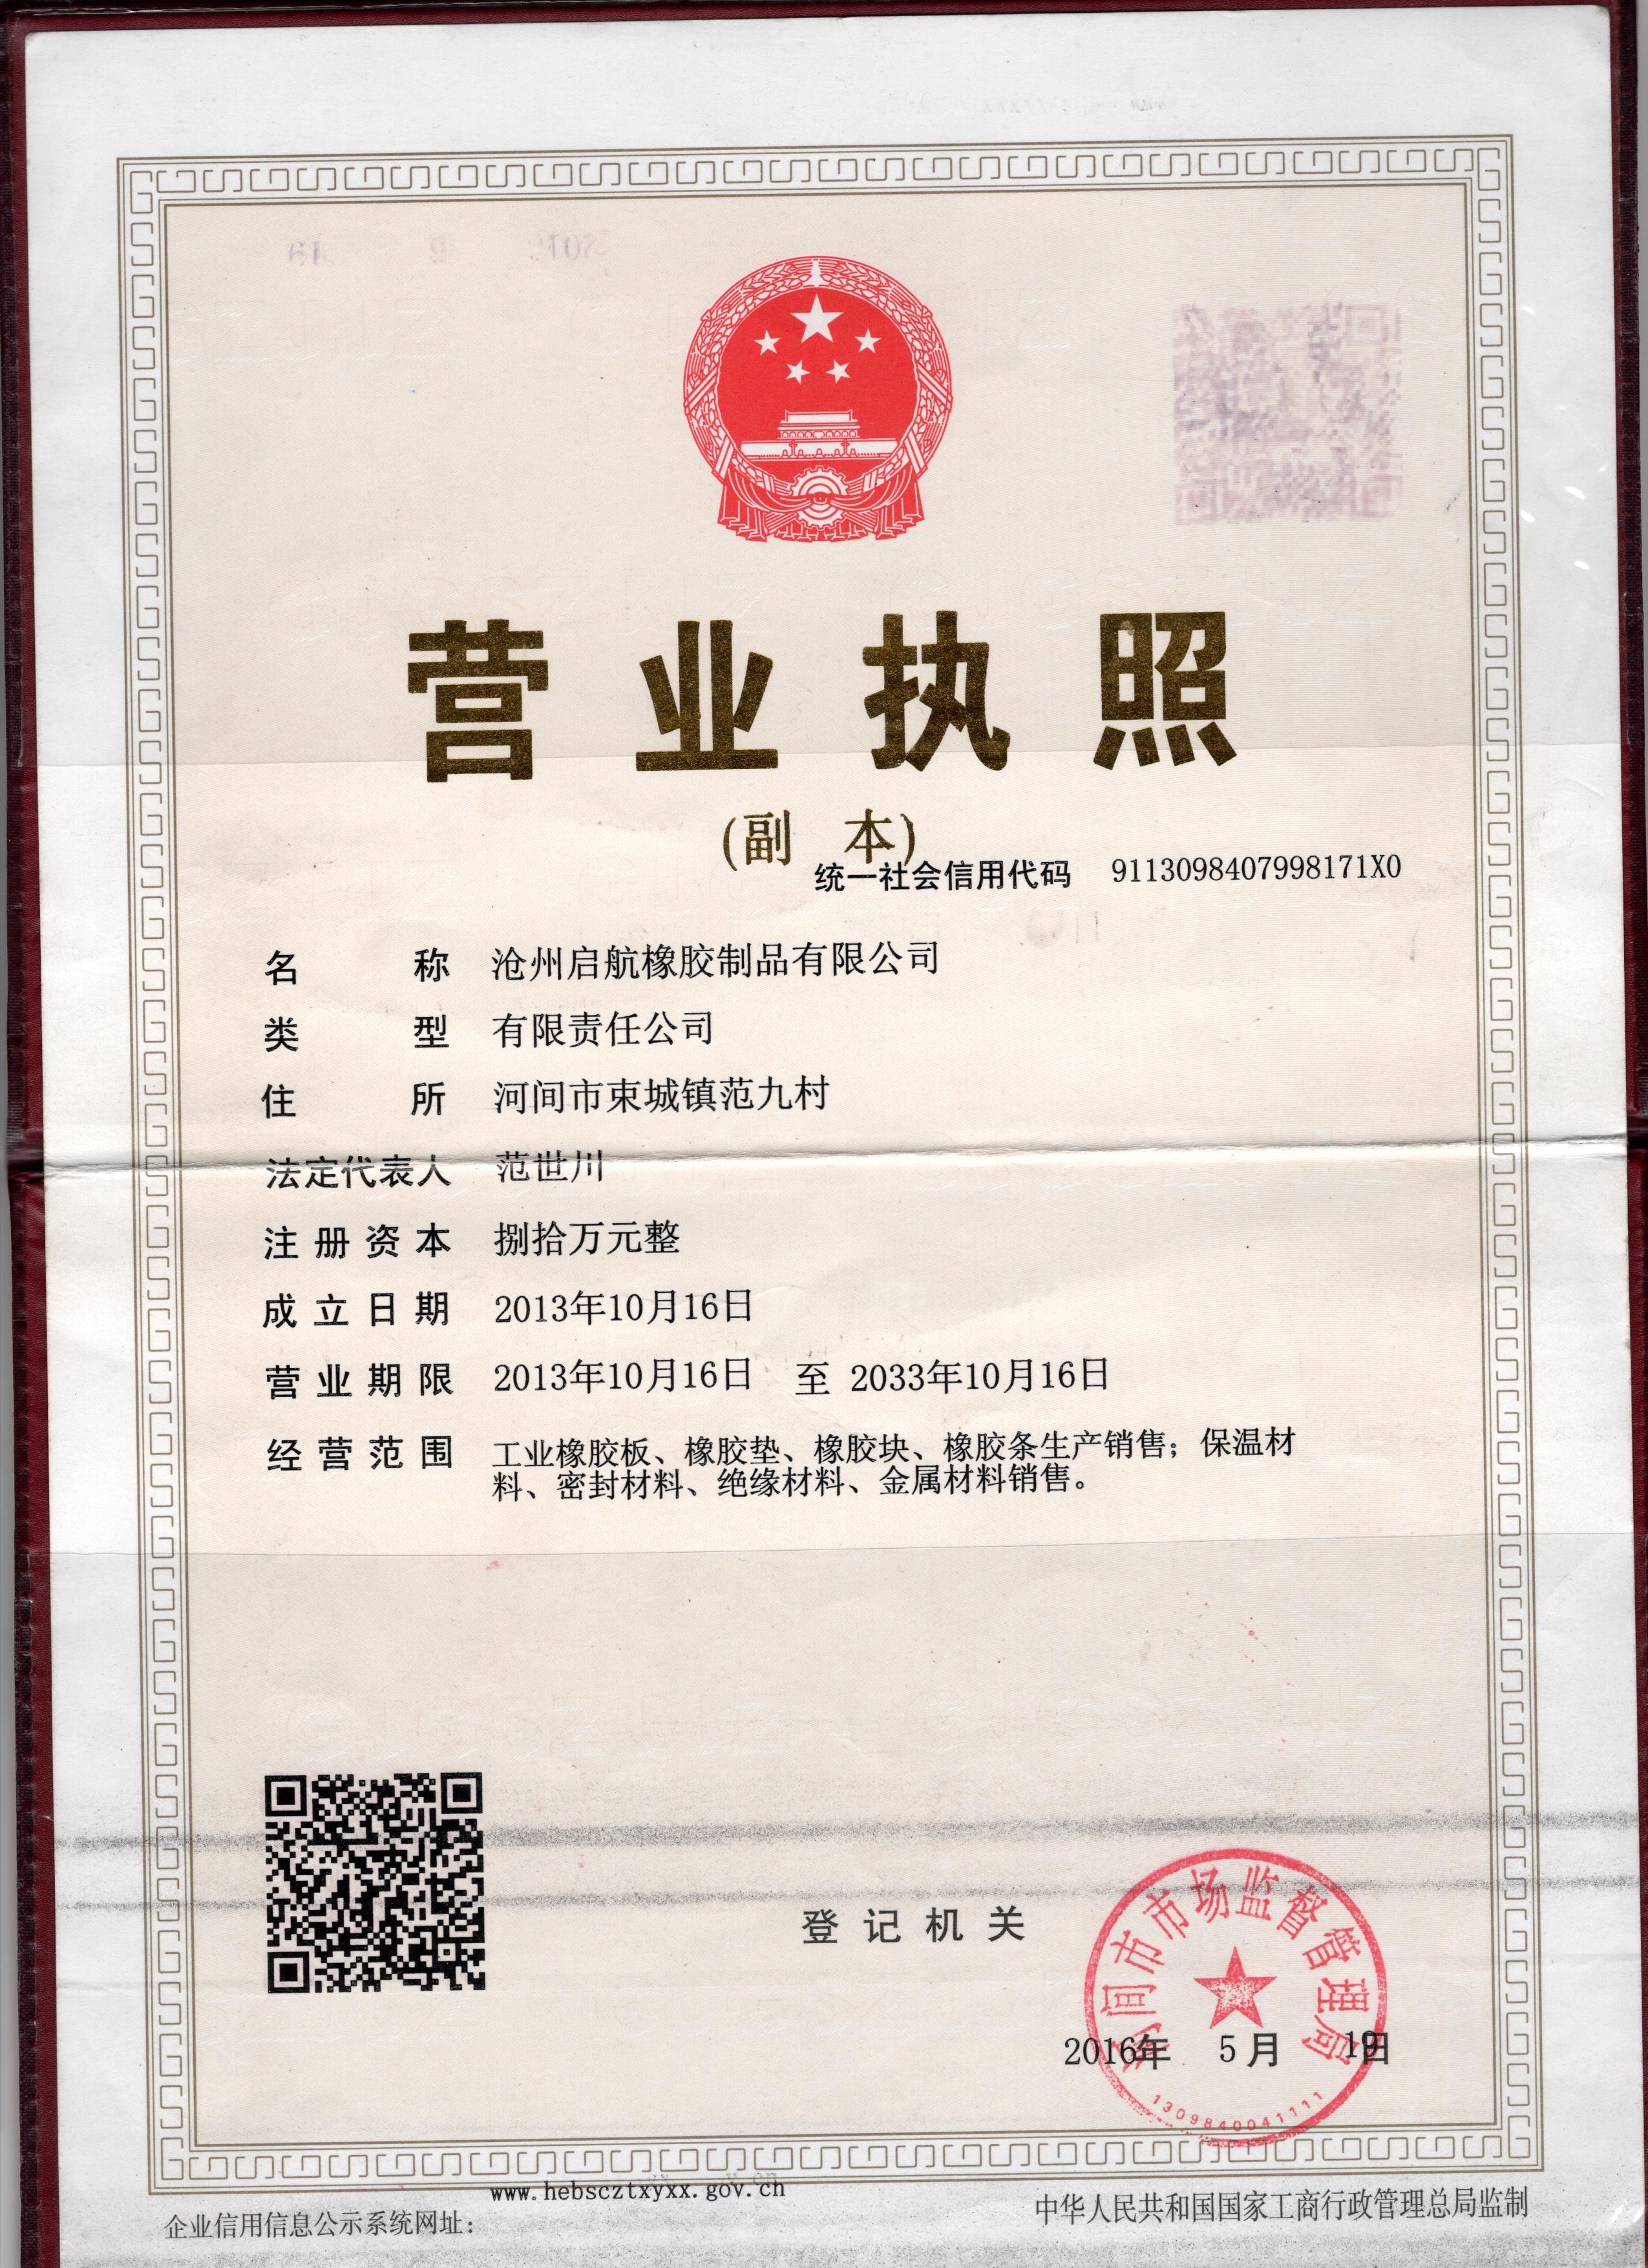 营业执照
(副 本)
统一社会信用代码 9113098407998171X0
名 称 沧州启航橡胶制品有限公司
类 型 有限责任公司
住 所 河间市束城镇范九村
法定代表人 范世川
注册资本 捌拾万元整
成立日期 2013年10月16日
营业期限 2013年10月16日 至 2033年10月16日
经营范围 工业橡胶板、橡胶垫、橡胶块、橡胶条生产销售；保温材
料、密封材料、绝缘材料、金属材料销售。
登记机关
河间市市场监督管理局
2016年 5月 19日
1309840041111
www.hebscztxyxx.gov.cn
企业信用信息公示系统网址：
中华人民共和国国家工商行政管理总局监制